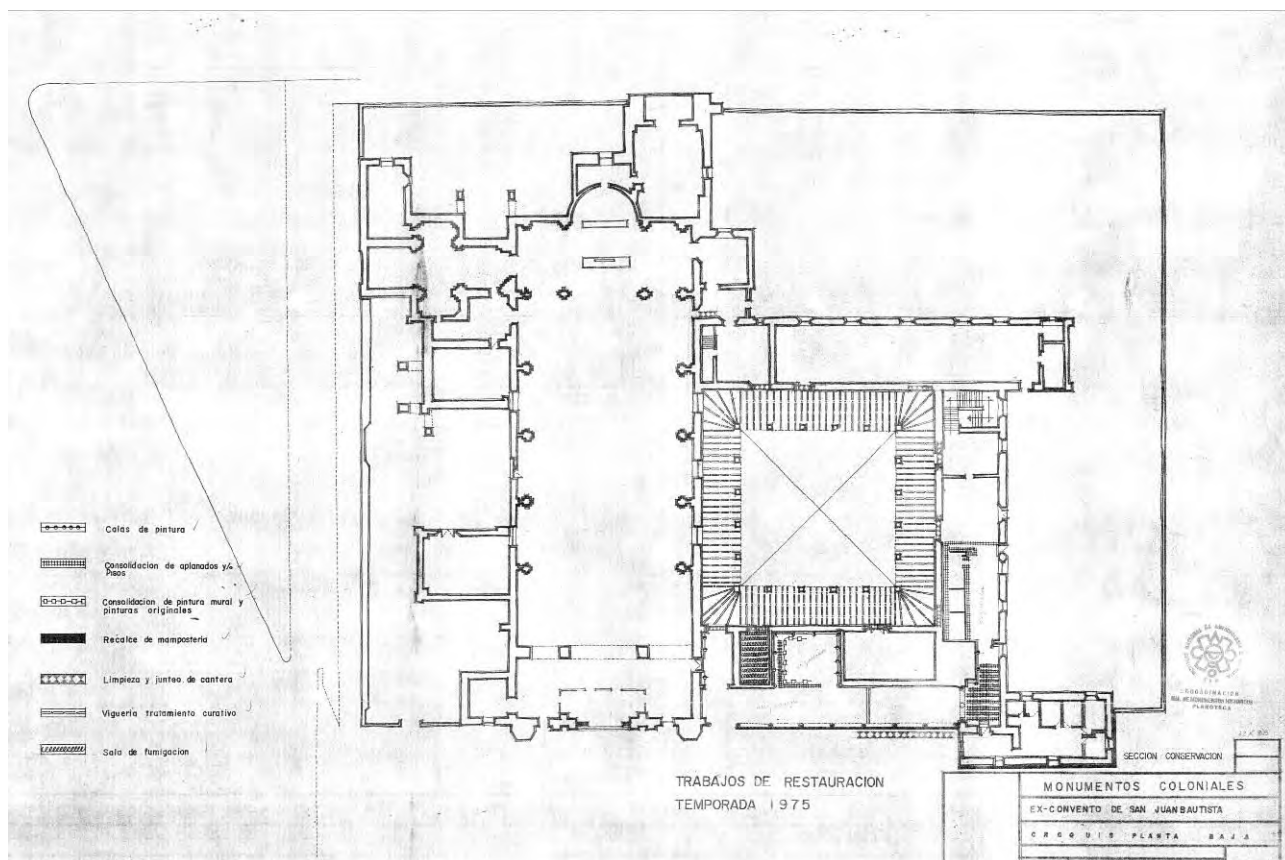 Calas de pintura
Consolidacion de aplanados y/o
Pisos
Consolidacion de pintura mural y
pinturas originales
Recalce de mamposteria
Limpieza y junteo de cantera
Vigueria tratamiento curativo
Sala de fumigacion
TRABAJOS DE RESTAURACION
TEMPORADA 1975
COORDINACION
PLANOTECA
SECCION CONSERVACION
MONUMENTOS COLONIALES
EX-CONVENTO DE SAN JUAN BAUTISTA
CROQUIS PLANTA BAJA